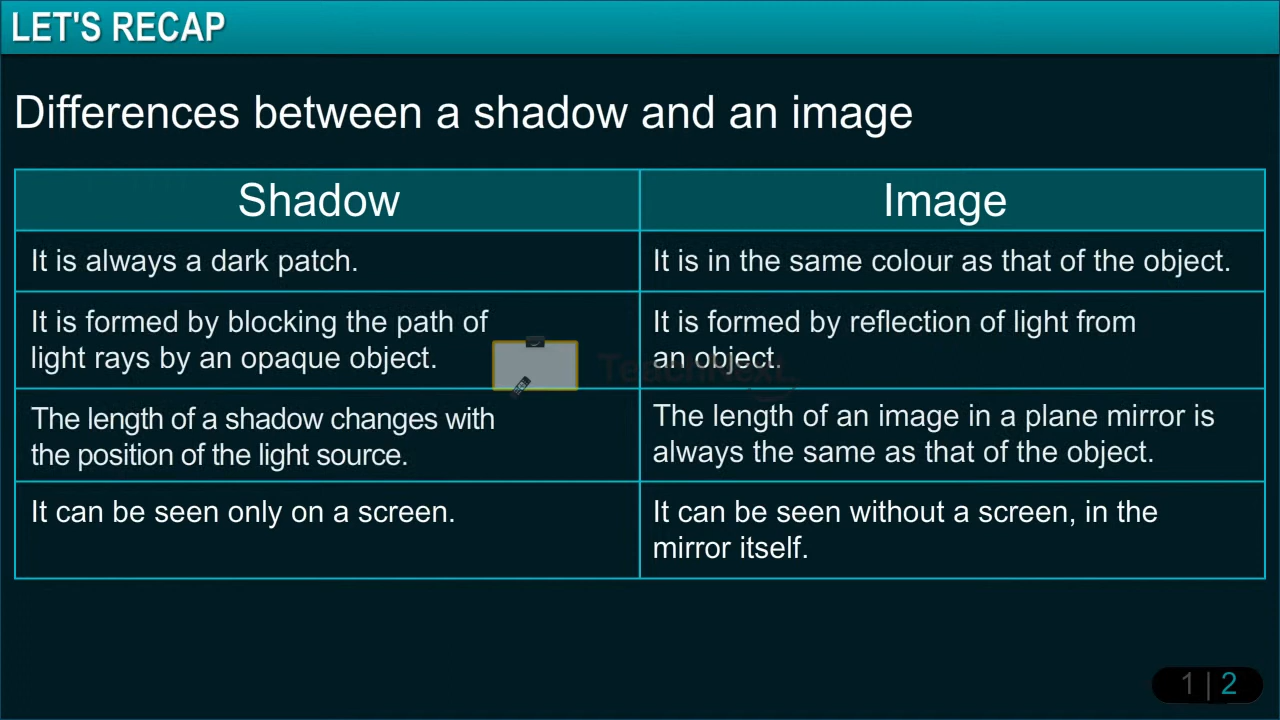 LET'S RECAP
Differences between a shadow and an image
Shadow
Image
It is always a dark patch.
It is in the same colour as that of the object.
It is formed by blocking the path of
light rays by an opaque object.
It is formed by reflection of light from
an object.
TeachNext
The length of a shadow changes with
the position of the light source.
The length of an image in a plane mirror is
always the same as that of the object.
It can be seen only on a screen.
It can be seen without a screen, in the
mirror itself.
1 | 2